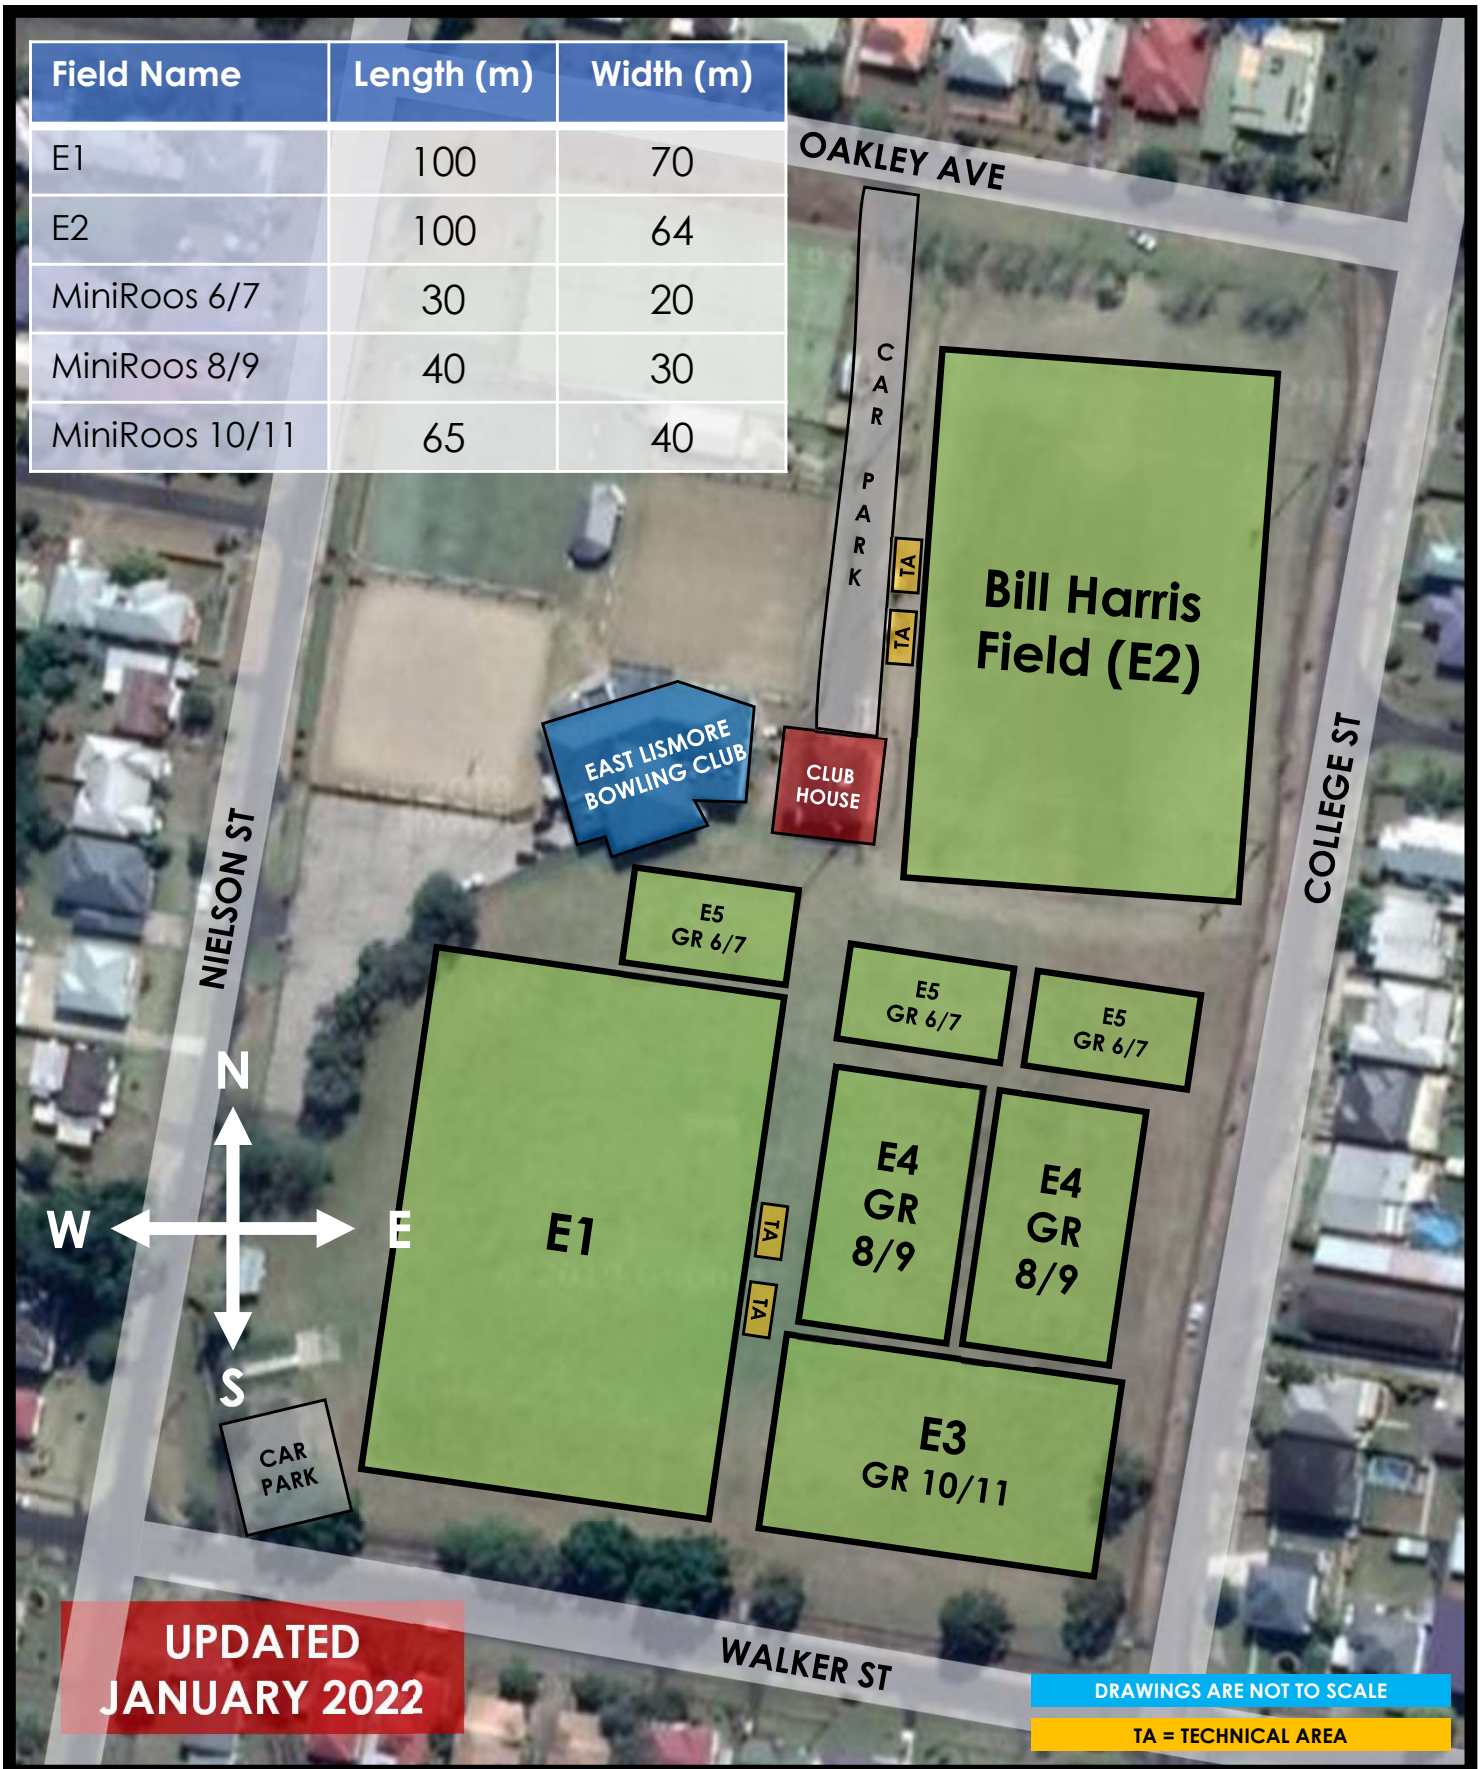 Field Name Length (m) Width (m)
E1 100 70
E2 100 64
MiniRoos 6/7 30 20
MiniRoos 8/9 40 30
MiniRoos 10/11 65 40
OAKLEY AVE
CAR PARK
TA
TA
Bill Harris
Field (E2)
COLLEGE ST
EAST LISMORE
BOWLING CLUB
CLUB
HOUSE
NIELSON ST
E5
GR 6/7
E5
GR 6/7
E5
GR 6/7
N
W
E
S
E1
TA
TA
E4
GR
8/9
E4
GR
8/9
E3
GR 10/11
CAR
PARK
WALKER ST
UPDATED
JANUARY 2022
DRAWINGS ARE NOT TO SCALE
TA = TECHNICAL AREA